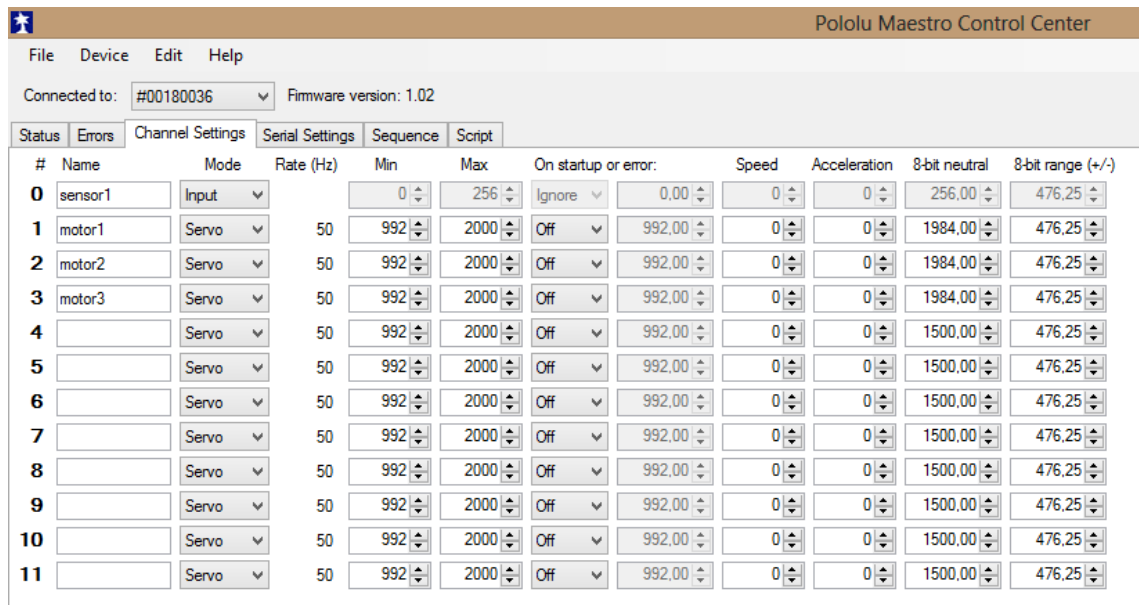 Pololu Maestro Control Center
File Device Edit Help
Connected to: #00180036 Firmware version: 1.02
Status Errors Channel Settings Serial Settings Sequence Script
# Name Mode Rate (Hz) Min Max On startup or error: Speed Acceleration 8-bit neutral 8-bit range (+/-)
0 sensor1 Input 0 256 Ignore 0,00 0 0 256,00 476,25
1 motor1 Servo 50 992 2000 Off 992,00 0 0 1984,00 476,25
2 motor2 Servo 50 992 2000 Off 992,00 0 0 1984,00 476,25
3 motor3 Servo 50 992 2000 Off 992,00 0 0 1984,00 476,25
4 Servo 50 992 2000 Off 992,00 0 0 1500,00 476,25
5 Servo 50 992 2000 Off 992,00 0 0 1500,00 476,25
6 Servo 50 992 2000 Off 992,00 0 0 1500,00 476,25
7 Servo 50 992 2000 Off 992,00 0 0 1500,00 476,25
8 Servo 50 992 2000 Off 992,00 0 0 1500,00 476,25
9 Servo 50 992 2000 Off 992,00 0 0 1500,00 476,25
10 Servo 50 992 2000 Off 992,00 0 0 1500,00 476,25
11 Servo 50 992 2000 Off 992,00 0 0 1500,00 476,25